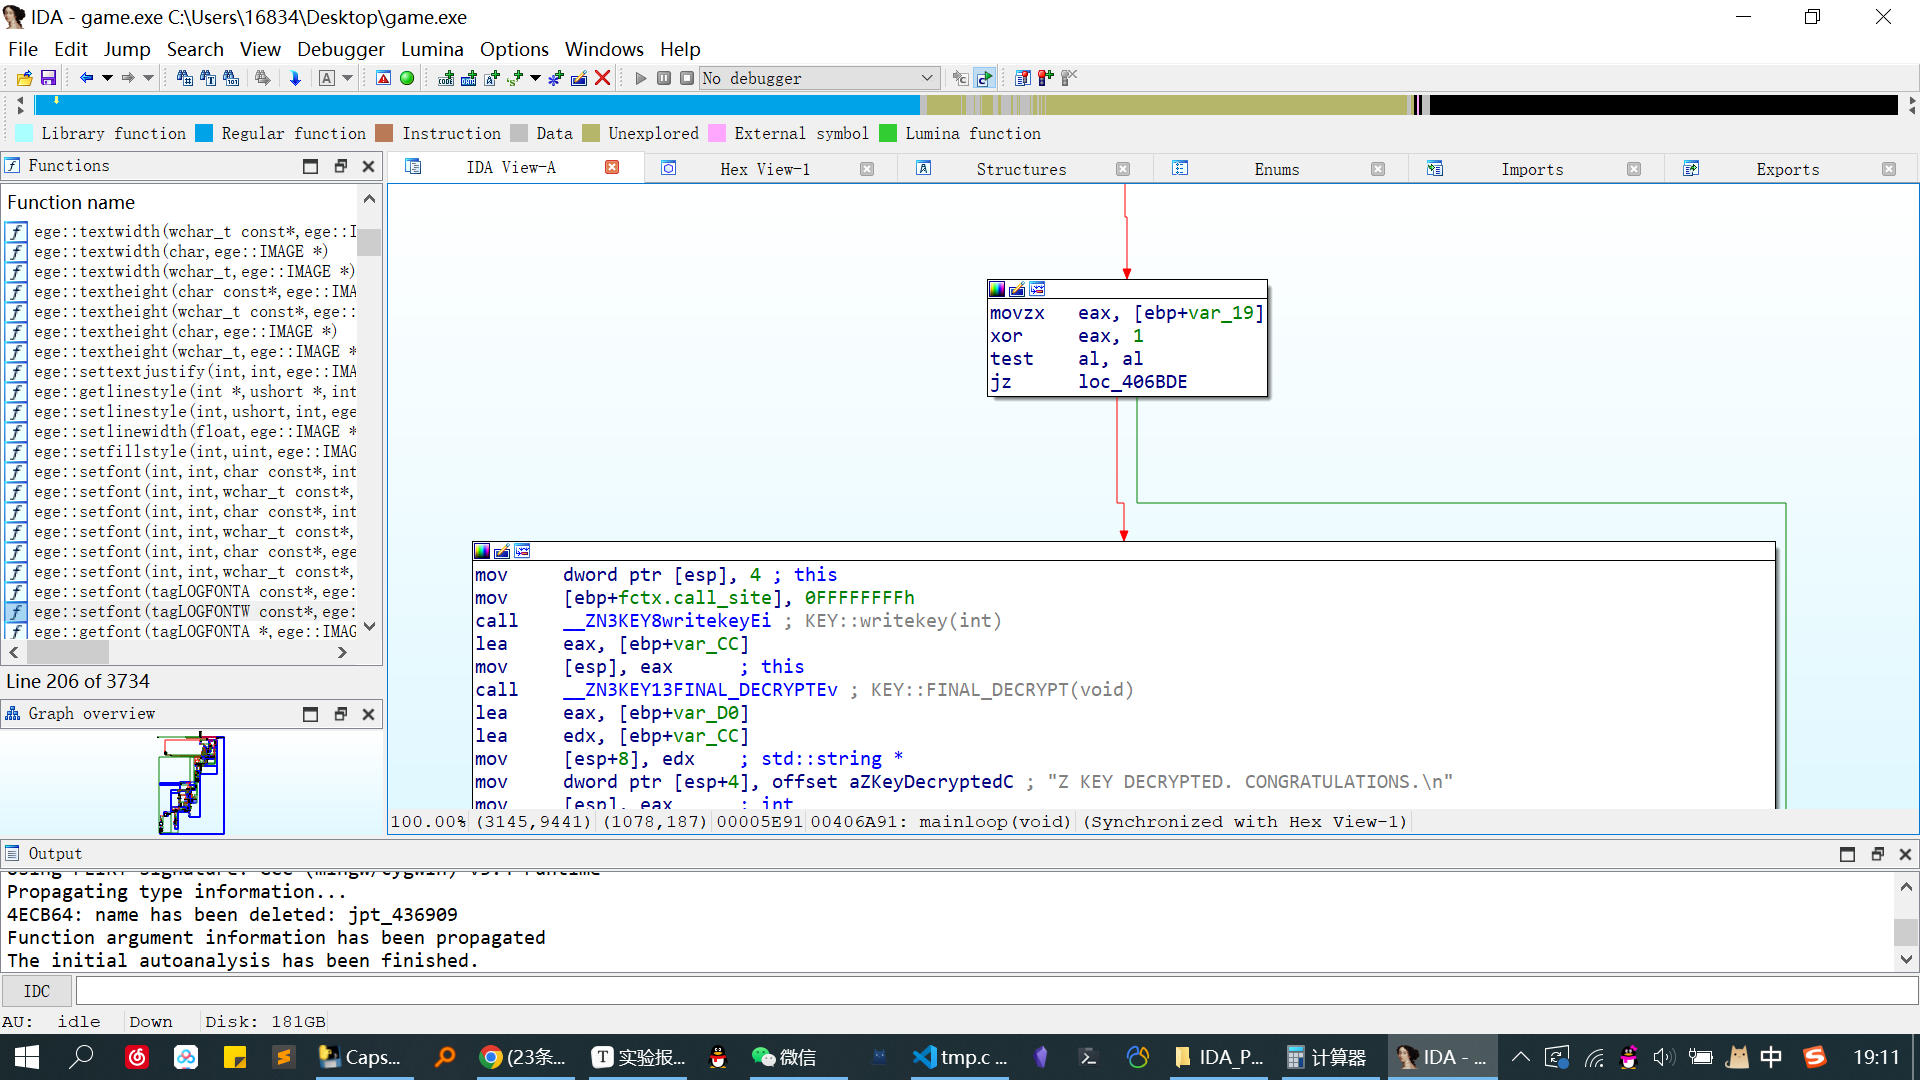 IDA - game.exe C:\Users\16834\Desktop\game.exe
File Edit Jump Search View Debugger Lumina Options Windows Help
No debugger
Library function Regular function Instruction Data Unexplored External symbol Lumina function
Functions
IDA View-A Hex View-1 Structures Enums Imports Exports
Function name
ege::textwidth(wchar_t const*,ege::I
ege::textwidth(char,ege::IMAGE *)
ege::textwidth(wchar_t,ege::IMAGE *)
ege::textheight(char const*,ege::IMA
ege::textheight(wchar_t const*,ege::
ege::textheight(char,ege::IMAGE *)
ege::textheight(wchar_t,ege::IMAGE *
ege::settextjustify(int,int,ege::IMA
ege::getlinestyle(int *,ushort *,int
ege::setlinestyle(int,ushort,int,ege
ege::setlinewidth(float,ege::IMAGE *
ege::setfillstyle(int,uint,ege::IMAG
ege::setfont(int,int,char const*,int
ege::setfont(int,int,wchar_t const*,
ege::setfont(int,int,char const*,int
ege::setfont(int,int,wchar_t const*,
ege::setfont(int,int,char const*,ege
ege::setfont(int,int,wchar_t const*,
ege::setfont(tagLOGFONTA const*,ege:
ege::setfont(tagLOGFONTW const*,ege:
ege::getfont(tagLOGFONTA *,ege::IMAG
Line 206 of 3734
Graph overview
movzx eax, [ebp+var_19]
xor eax, 1
test al, al
jz loc_406BDE
mov dword ptr [esp], 4 ; this
mov [ebp+fctx.call_site], 0FFFFFFFFh
call __ZN3KEY8writekeyEi ; KEY::writekey(int)
lea eax, [ebp+var_CC]
mov [esp], eax ; this
call __ZN3KEY13FINAL_DECRYPTEv ; KEY::FINAL_DECRYPT(void)
lea eax, [ebp+var_D0]
lea edx, [ebp+var_CC]
mov [esp+8], edx ; std::string *
mov dword ptr [esp+4], offset aZKeyDecryptedC ; "Z KEY DECRYPTED. CONGRATULATIONS.\n"
mov [esp], eax ; int
100.00% (3145,9441) (1078,187) 00005E91 00406A91: mainloop(void) (Synchronized with Hex View-1)
Output
Propagating type information...
4ECB64: name has been deleted: jpt_436909
Function argument information has been propagated
The initial autoanalysis has been finished.
IDC
AU: idle Down Disk: 181GB
Caps... (23条... 实验报... 微信 tmp.c ... IDA_P... 计算器 IDA - ... 中 19:11